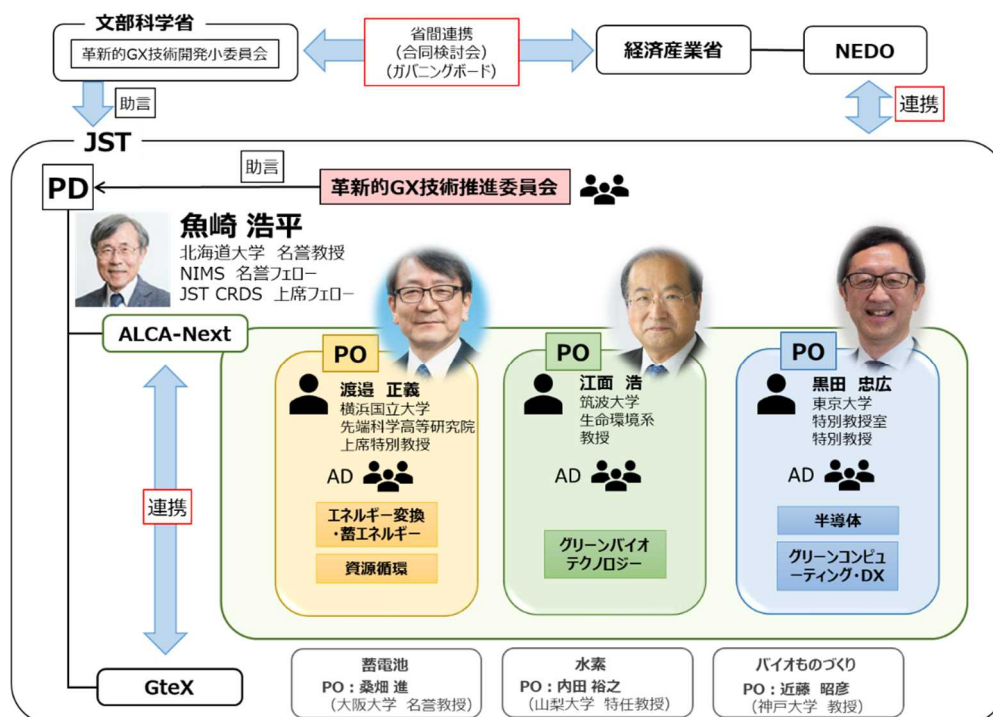 文部科学省
革新的GX技術開発小委員会
省間連携
(合同検討会)
(ガバニングボード)
経済産業省
NEDO
助言
連携
JST
PD
助言
革新的GX技術推進委員会
魚崎 浩平
北海道大学 名誉教授
NIMS 名誉フェロー
JST CRDS 上席フェロー
ALCA-Next
PO
渡邉 正義
横浜国立大学
先端科学高等研究院
上席特別教授
AD
エネルギー変換
・蓄エネルギー
資源循環
PO
江面 浩
筑波大学
生命環境系
教授
AD
グリーンバイオ
テクノロジー
PO
黒田 忠広
東京大学
特別教授室
特別教授
AD
半導体
グリーンコンピュ
ーティング・DX
連携
GteX
蓄電池
PO：桑畑 進
（大阪大学 名誉教授）
水素
PO：内田 裕之
（山梨大学 特任教授）
バイオものづくり
PO：近藤 昭彦
（神戸大学 教授）